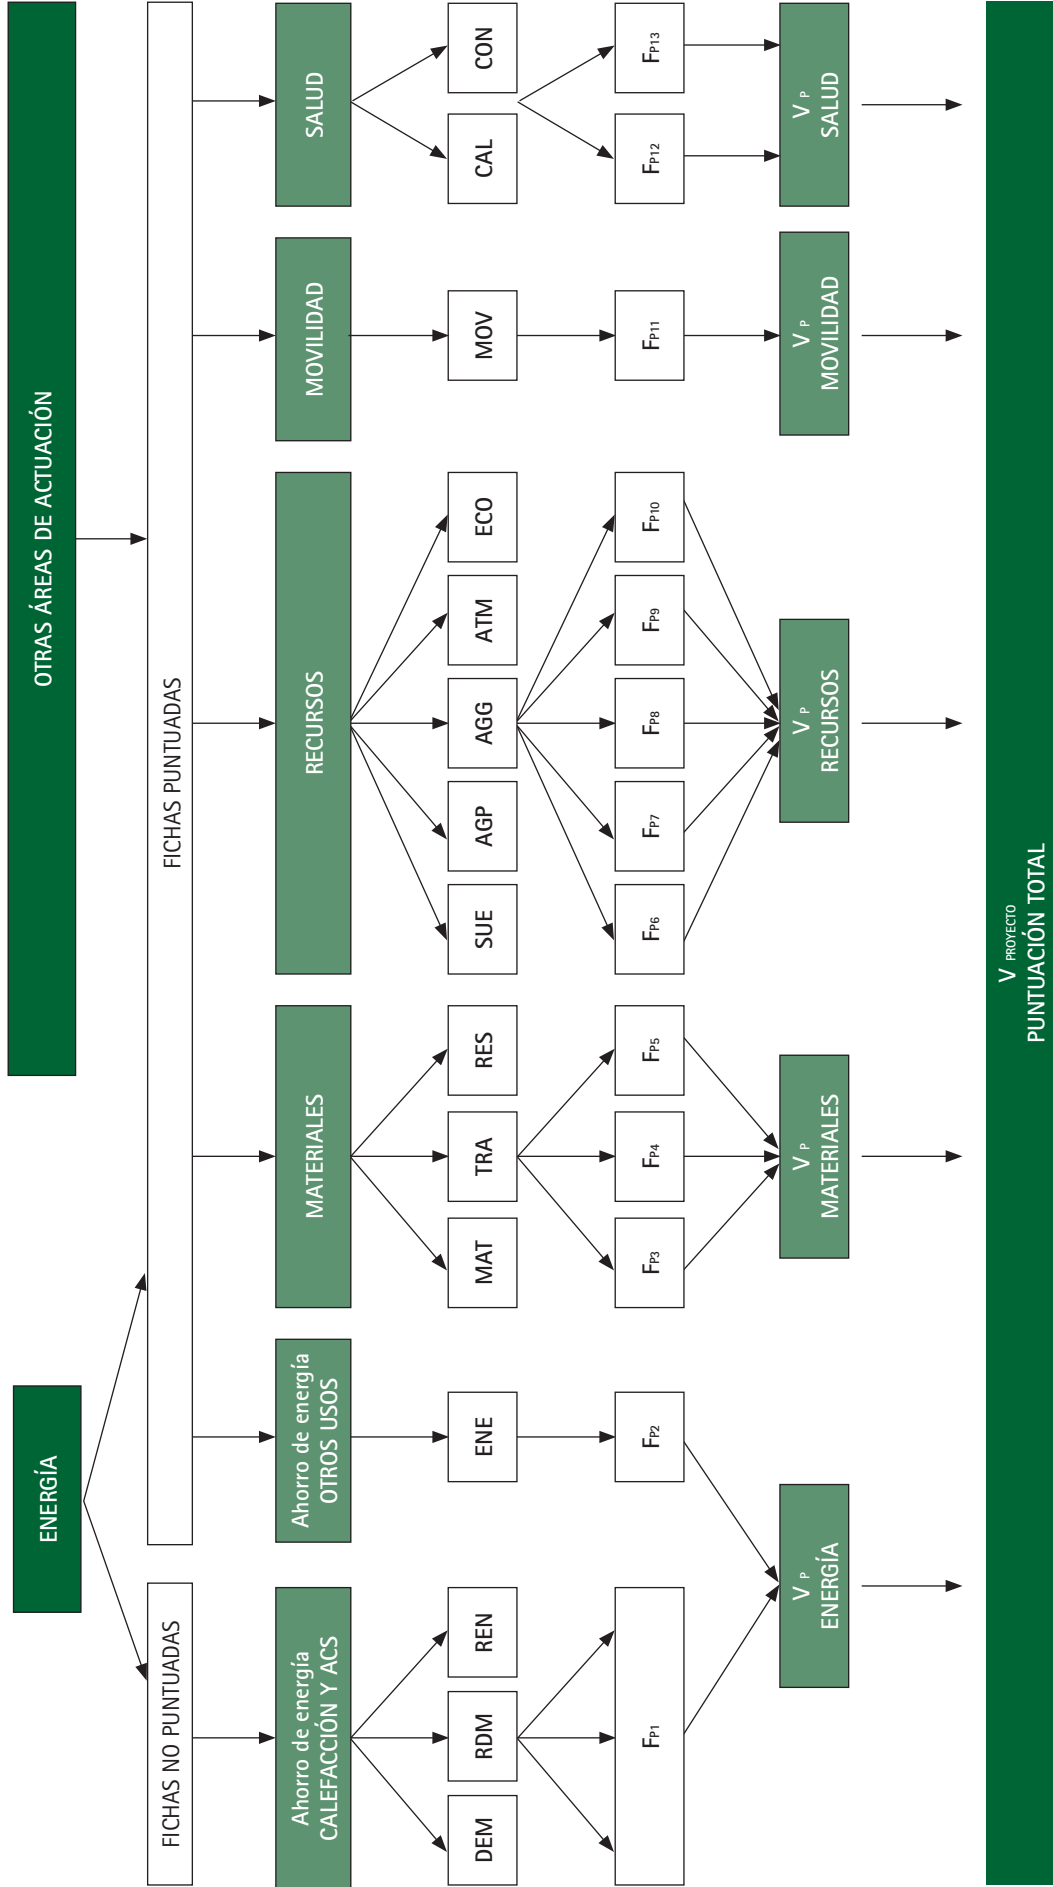 ENERGÍA
OTRAS ÁREAS DE ACTUACIÓN
FICHAS NO PUNTUADAS
FICHAS PUNTUADAS
Ahorro de energía
CALEFACCIÓN Y ACS
Ahorro de energía
OTROS USOS
MATERIALES
RECURSOS
MOVILIDAD
SALUD
DEM
RDM
REN
ENE
MAT
TRA
RES
SUE
AGP
AGG
ATM
ECO
MOV
CAL
CON
FP1
FP2
FP3
FP4
FP5
FP6
FP7
FP8
FP9
FP10
FP11
FP12
FP13
V P
ENERGÍA
V P
MATERIALES
V P
RECURSOS
V P
MOVILIDAD
V P
SALUD
V PROYECTO
PUNTUACIÓN TOTAL